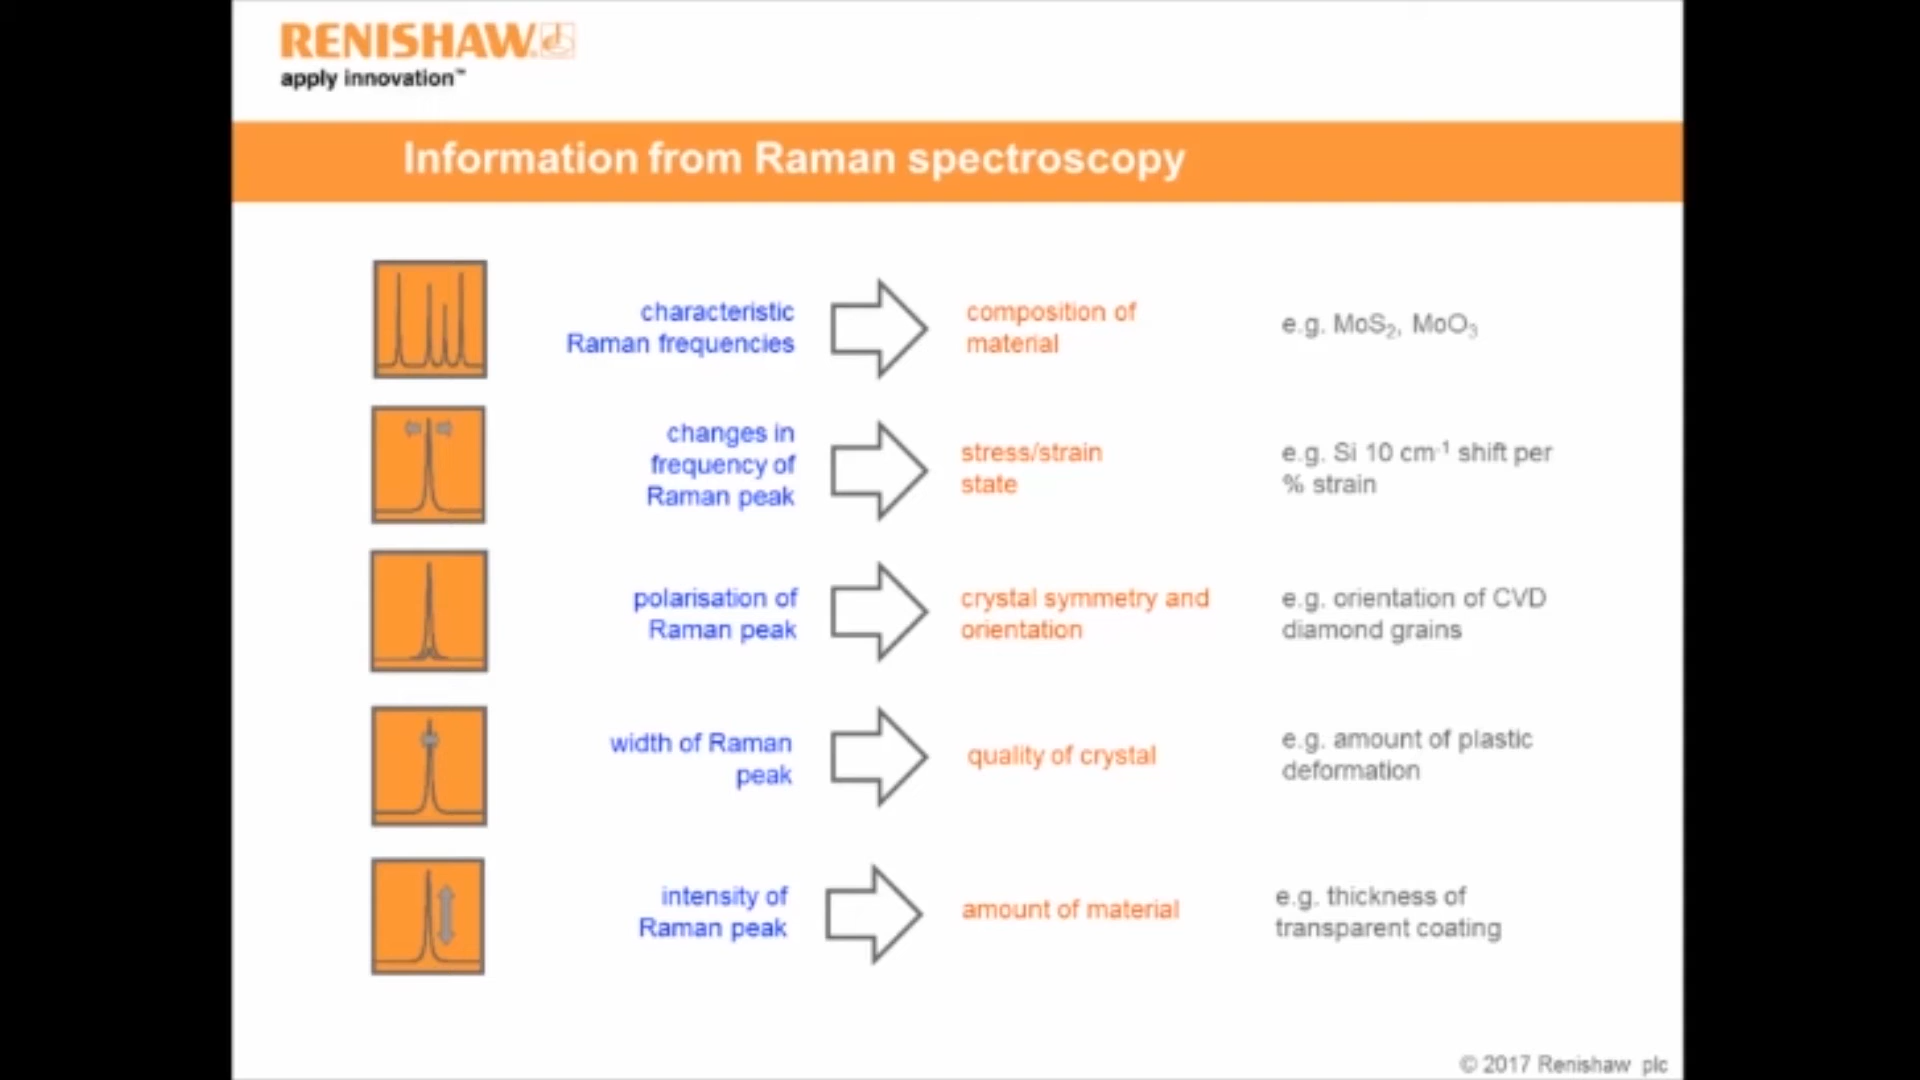 RENISHAW
apply innovation™
Information from Raman spectroscopy
characteristic
Raman frequencies
composition of
material
e.g. MoS₂, MoO₃
changes in
frequency of
Raman peak
stress/strain
state
e.g. Si 10 cm⁻¹ shift per
% strain
polarisation of
Raman peak
crystal symmetry and
orientation
e.g. orientation of CVD
diamond grains
width of Raman
peak
quality of crystal
e.g. amount of plastic
deformation
intensity of
Raman peak
amount of material
e.g. thickness of
transparent coating
© 2017 Renishaw plc